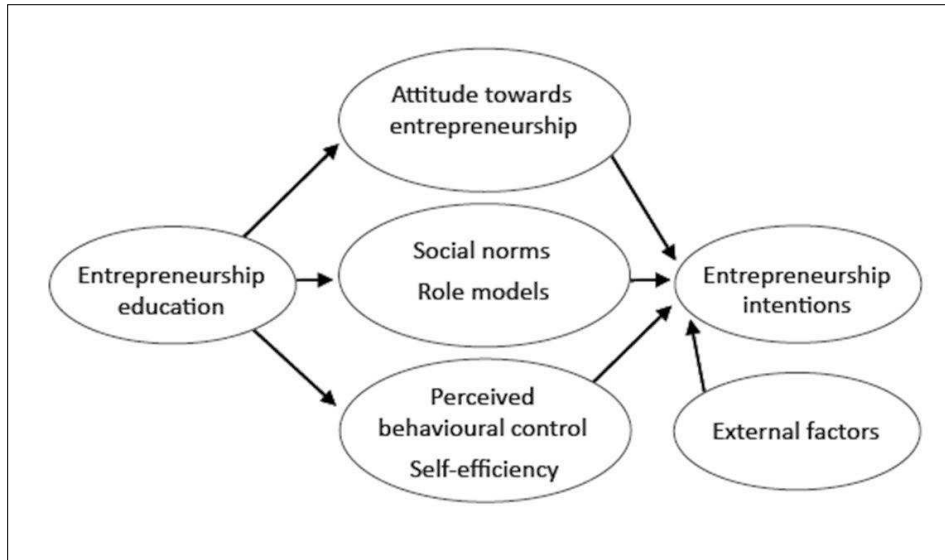 Attitude towards
entrepreneurship
Social norms
Role models
Entrepreneurship
education
Entrepreneurship
intentions
Perceived
behavioural control
Self-efficiency
External factors